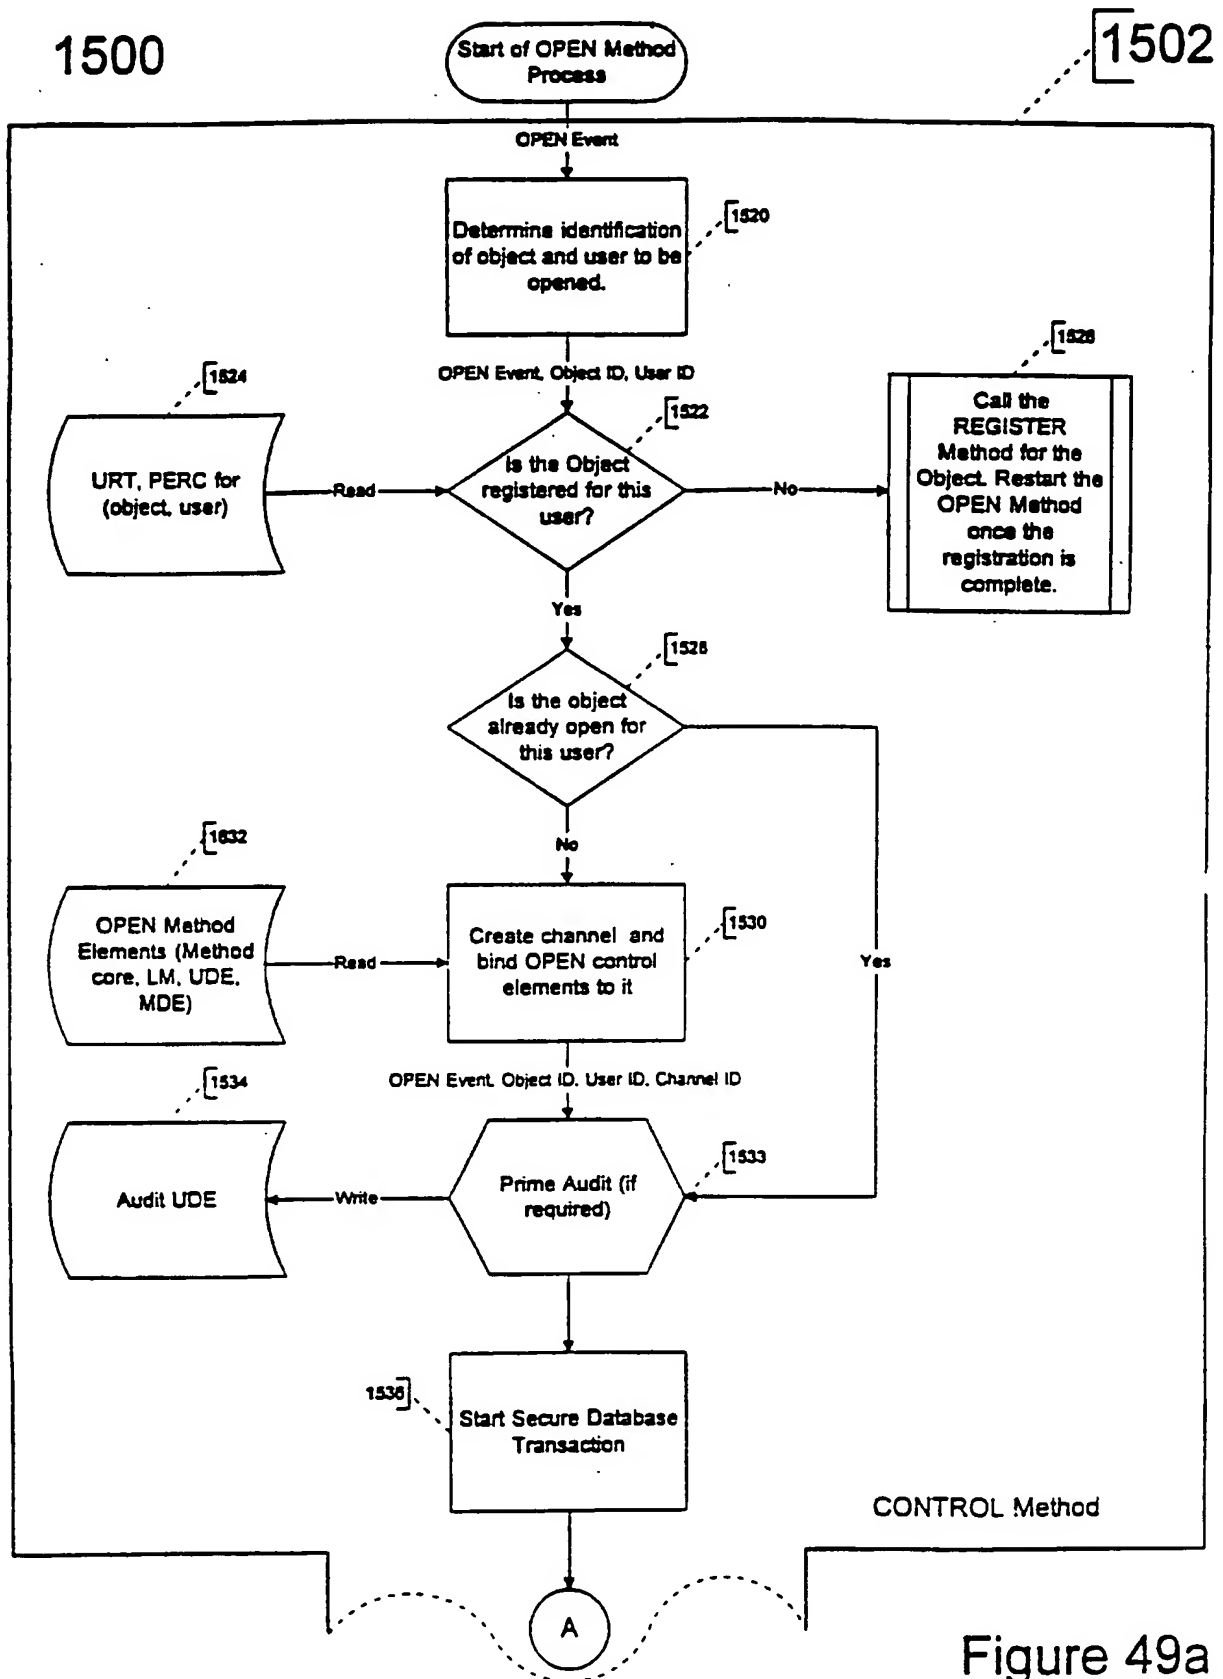 1500
1502
Start of OPEN Method
Process
OPEN Event
1520
Determine identification
of object and user to be
opened.
OPEN Event, Object ID, User ID
1524
URT, PERC for
(object, user)
Read
1522
Is the Object
registered for this
user?
No
1526
Call the
REGISTER
Method for the
Object. Restart the
OPEN Method
once the
registration is
complete.
Yes
1528
Is the object
already open for
this user?
No
Yes
1632
OPEN Method
Elements (Method
core, LM, UDE,
MDE)
Read
1530
Create channel and
bind OPEN control
elements to it
OPEN Event, Object ID, User ID, Channel ID
1534
Audit UDE
Write
1533
Prime Audit (if
required)
1536
Start Secure Database
Transaction
CONTROL Method
A
Figure 49a